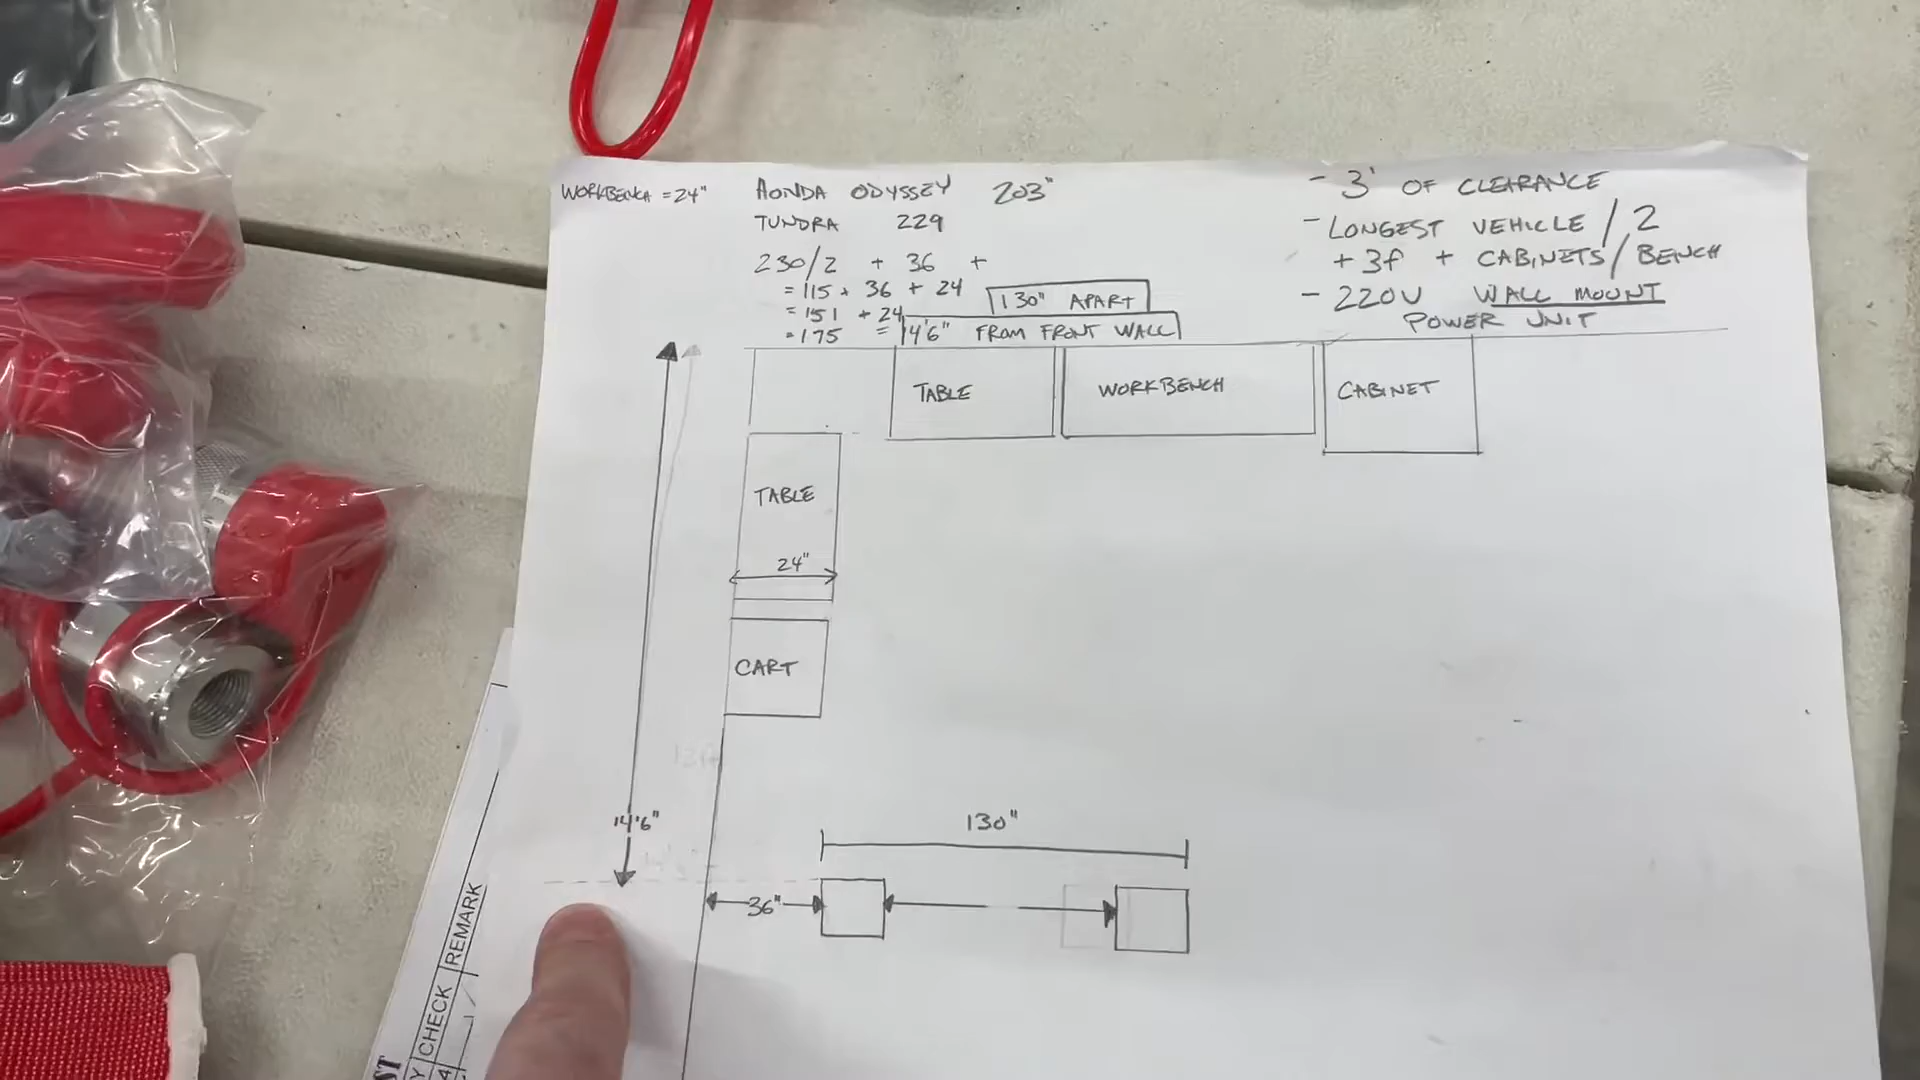 WORKBENCH = 24"
HONDA ODYSSEY 203"
TUNDRA 229
230/2 + 36 +
= 115 + 36 + 24
= 151 + 24
= 175 = 14'6" FROM FRONT WALL
130" APART
- 3' OF CLEARANCE
- LONGEST VEHICLE / 2
+ 3f + CABINETS / BENCH
- 220V WALL MOUNT
POWER UNIT
TABLE
WORKBENCH
CABINET
TABLE
24"
CART
14'6"
130"
36"
REMARK
CHECK